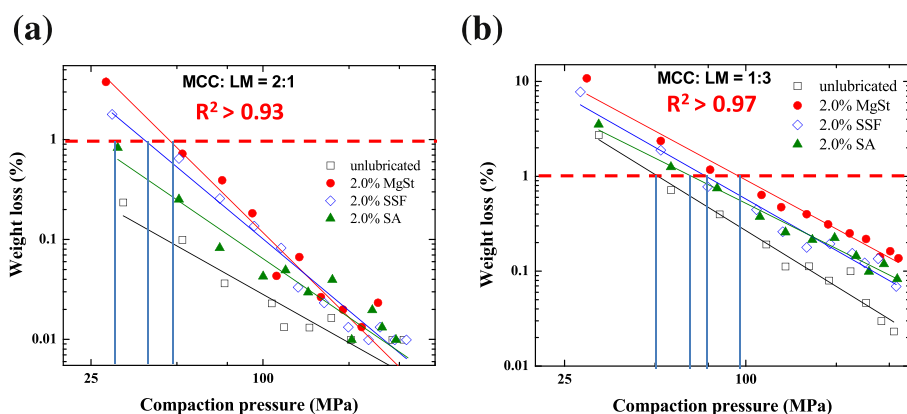 (a)
MCC: LM = 2:1
R² > 0.93
Weight loss (%)
1
0.1
0.01
unlubricated
2.0% MgSt
2.0% SSF
2.0% SA
25
100
Compaction pressure (MPa)
(b)
MCC: LM = 1:3
R² > 0.97
Weight loss (%)
10
1
0.1
0.01
unlubricated
2.0% MgSt
2.0% SSF
2.0% SA
25
100
Compaction pressure (MPa)